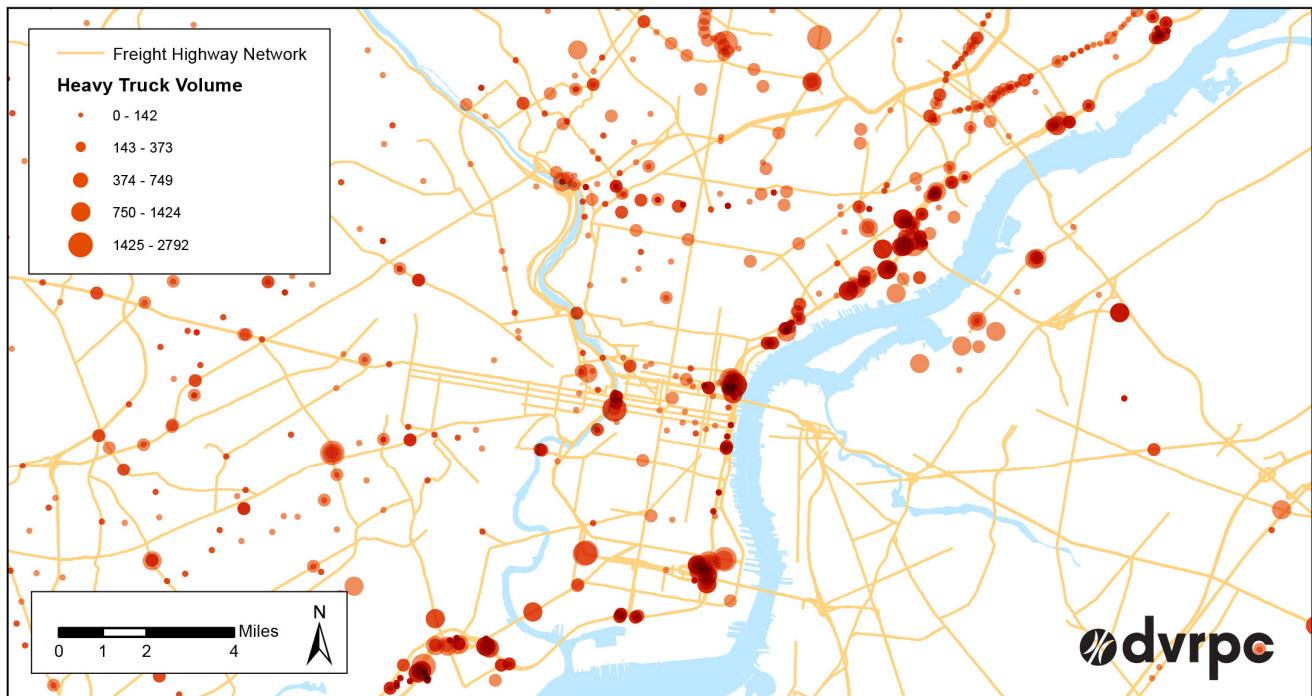 Freight Highway Network
Heavy Truck Volume
0 - 142
143 - 373
374 - 749
750 - 1424
1425 - 2792
Miles
0 1 2 4
N
dvrpc